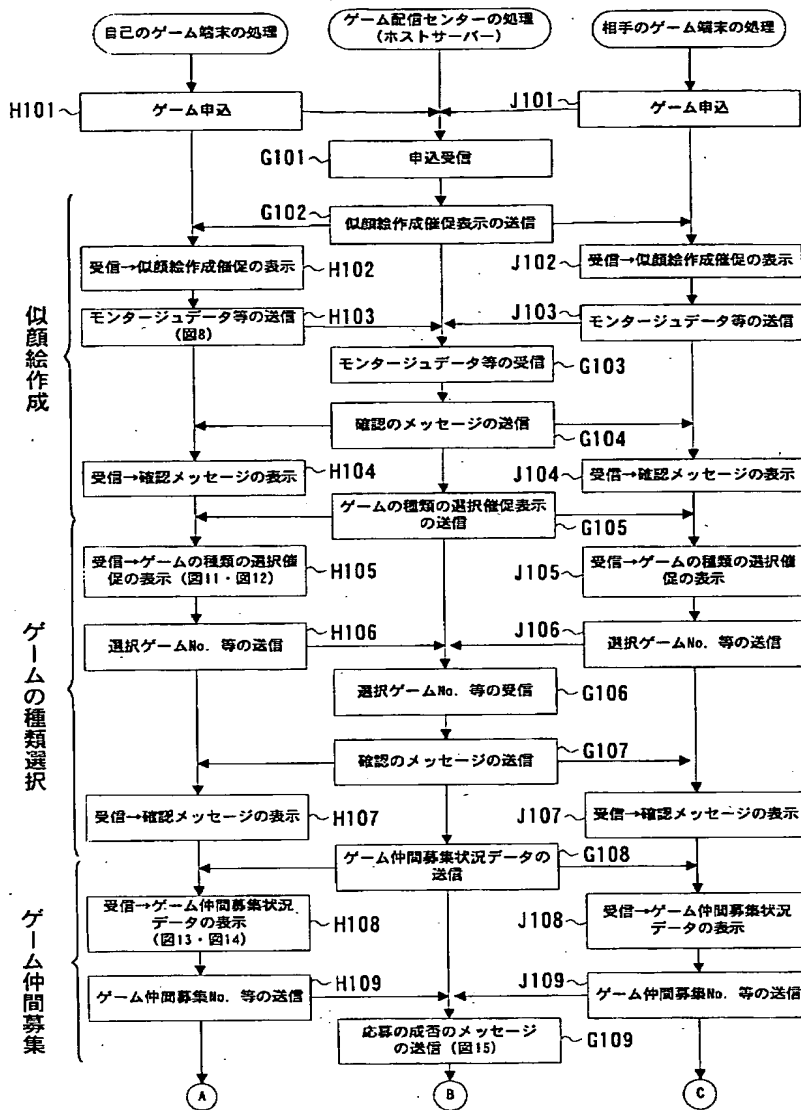 自己のゲーム端末の処理
ゲーム配信センターの処理
(ホストサーバー)
相手のゲーム端末の処理
H101
ゲーム申込
J101
ゲーム申込
G101
申込受信
G102
似顔絵作成催促表示の送信
受信→似顔絵作成催促の表示
H102
J102
受信→似顔絵作成催促の表示
モンタージュデータ等の送信
(図8)
H103
J103
モンタージュデータ等の送信
モンタージュデータ等の受信
G103
確認のメッセージの送信
G104
受信→確認メッセージの表示
H104
J104
受信→確認メッセージの表示
似顔絵作成
ゲームの種類の選択催促表示
の送信
G105
受信→ゲームの種類の選択催
促の表示(図11・図12)
H105
J105
受信→ゲームの種類の選択催
促の表示
選択ゲームNo. 等の送信
H106
J106
選択ゲームNo. 等の送信
選択ゲームNo. 等の受信
G106
確認のメッセージの送信
G107
受信→確認メッセージの表示
H107
J107
受信→確認メッセージの表示
ゲームの種類選択
ゲーム仲間募集状況データの
送信
G108
受信→ゲーム仲間募集状況
データの表示
(図13・図14)
H108
J108
受信→ゲーム仲間募集状況
データの表示
ゲーム仲間募集No. 等の送信
H109
J109
ゲーム仲間募集No. 等の送信
応募の成否のメッセージ
の送信(図15)
G109
ゲーム仲間募集
A
B
C